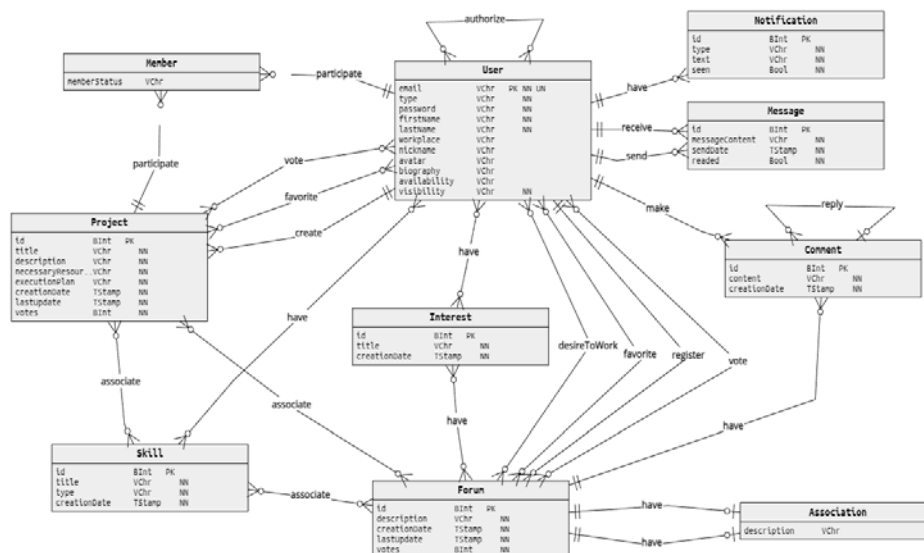 authorize
Notification
id BInt PK
type VChr NN
text VChr NN
seen Bool NN
Member
memberStatus VChr
participate
User
email VChr PK NN UN
type VChr NN
password VChr NN
firstName VChr NN
lastName VChr NN
workplace VChr
nickname VChr
avatar VChr
biography VChr
availability VChr
visibility VChr NN
have
Message
id BInt PK
messageContent VChr NN
sendDate TStamp NN
readed Bool NN
receive
send
participate
vote
favorite
create
make
reply
Project
id BInt PK
title VChr NN
description VChr NN
necessaryResour..VChr NN
executionPlan VChr NN
creationDate TStamp NN
lastupdate TStamp NN
votes BInt NN
Comment
id BInt PK
content VChr NN
creationDate TStamp NN
have
have
Interest
id BInt PK
title VChr NN
creationDate TStamp NN
desireToWork
favorite
register
vote
associate
associate
have
have
Skill
id BInt PK
title VChr NN
type VChr NN
creationDate TStamp NN
associate
Forum
id BInt PK
description VChr NN
creationDate TStamp NN
lastupdate TStamp NN
votes BInt NN
have
have
Association
description VChr